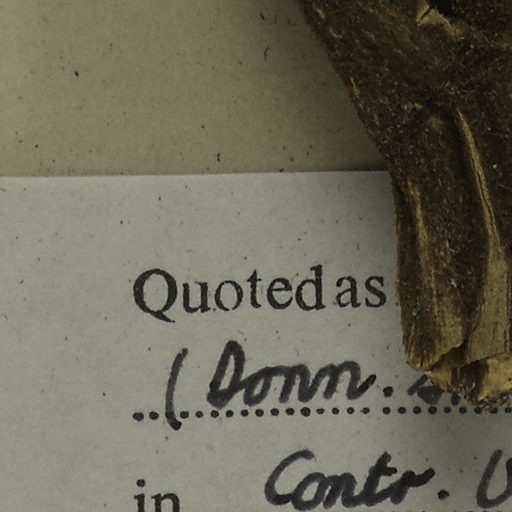 Quoted as
(Donn.
in Contr. U